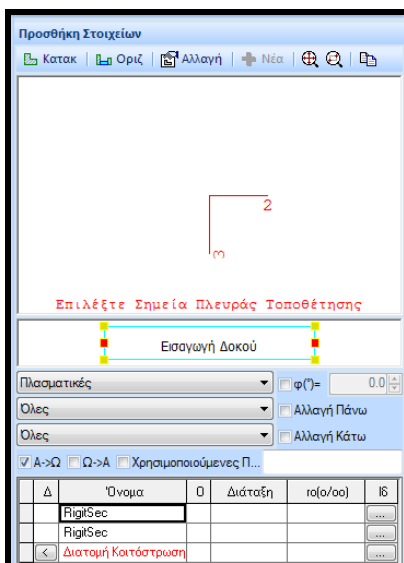 Προσθήκη Στοιχείων
Κατακ Οριζ Αλλαγή Νέα
2
3
Επιλέξτε Σημεία Πλευράς Τοποθέτησης
Εισαγωγή Δοκού
Πλασματικές φ(°)= 0.0
Όλες Αλλαγή Πάνω
Όλες Αλλαγή Κάτω
Α->Ω Ω->Α Χρησιμοποιούμενες Π...
Δ Όνομα Ο Διάταξη ro(o/oo) Ιδ
RigitSec ...
RigitSec ...
< Διατομή Κοιτόστρωση ...